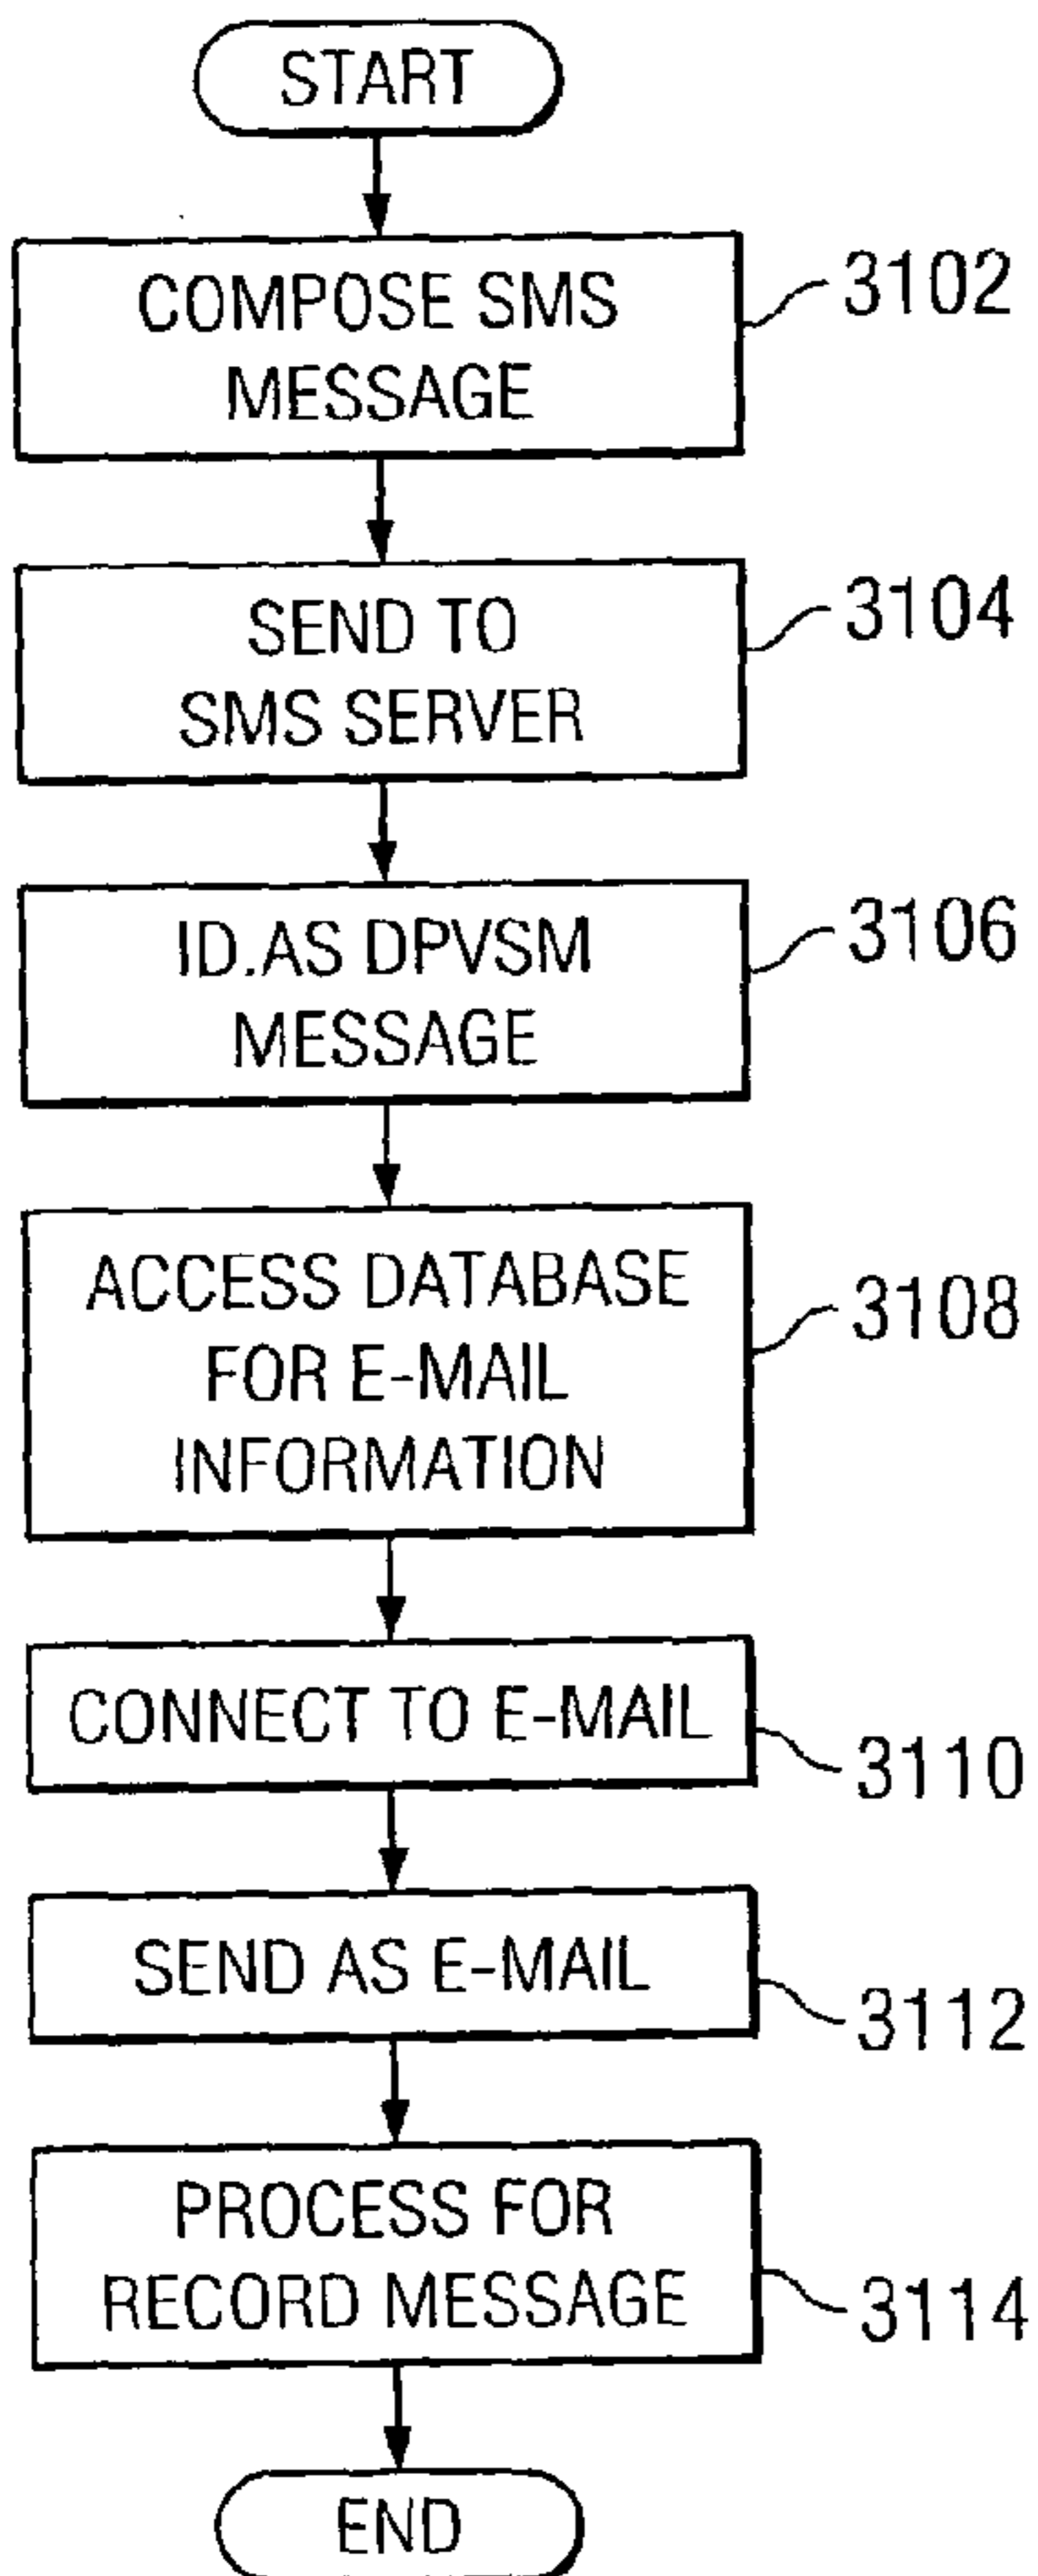 START
COMPOSE SMS
MESSAGE
3102
SEND TO
SMS SERVER
3104
ID.AS DPVSM
MESSAGE
3106
ACCESS DATABASE
FOR E-MAIL
INFORMATION
3108
CONNECT TO E-MAIL
3110
SEND AS E-MAIL
3112
PROCESS FOR
RECORD MESSAGE
3114
END